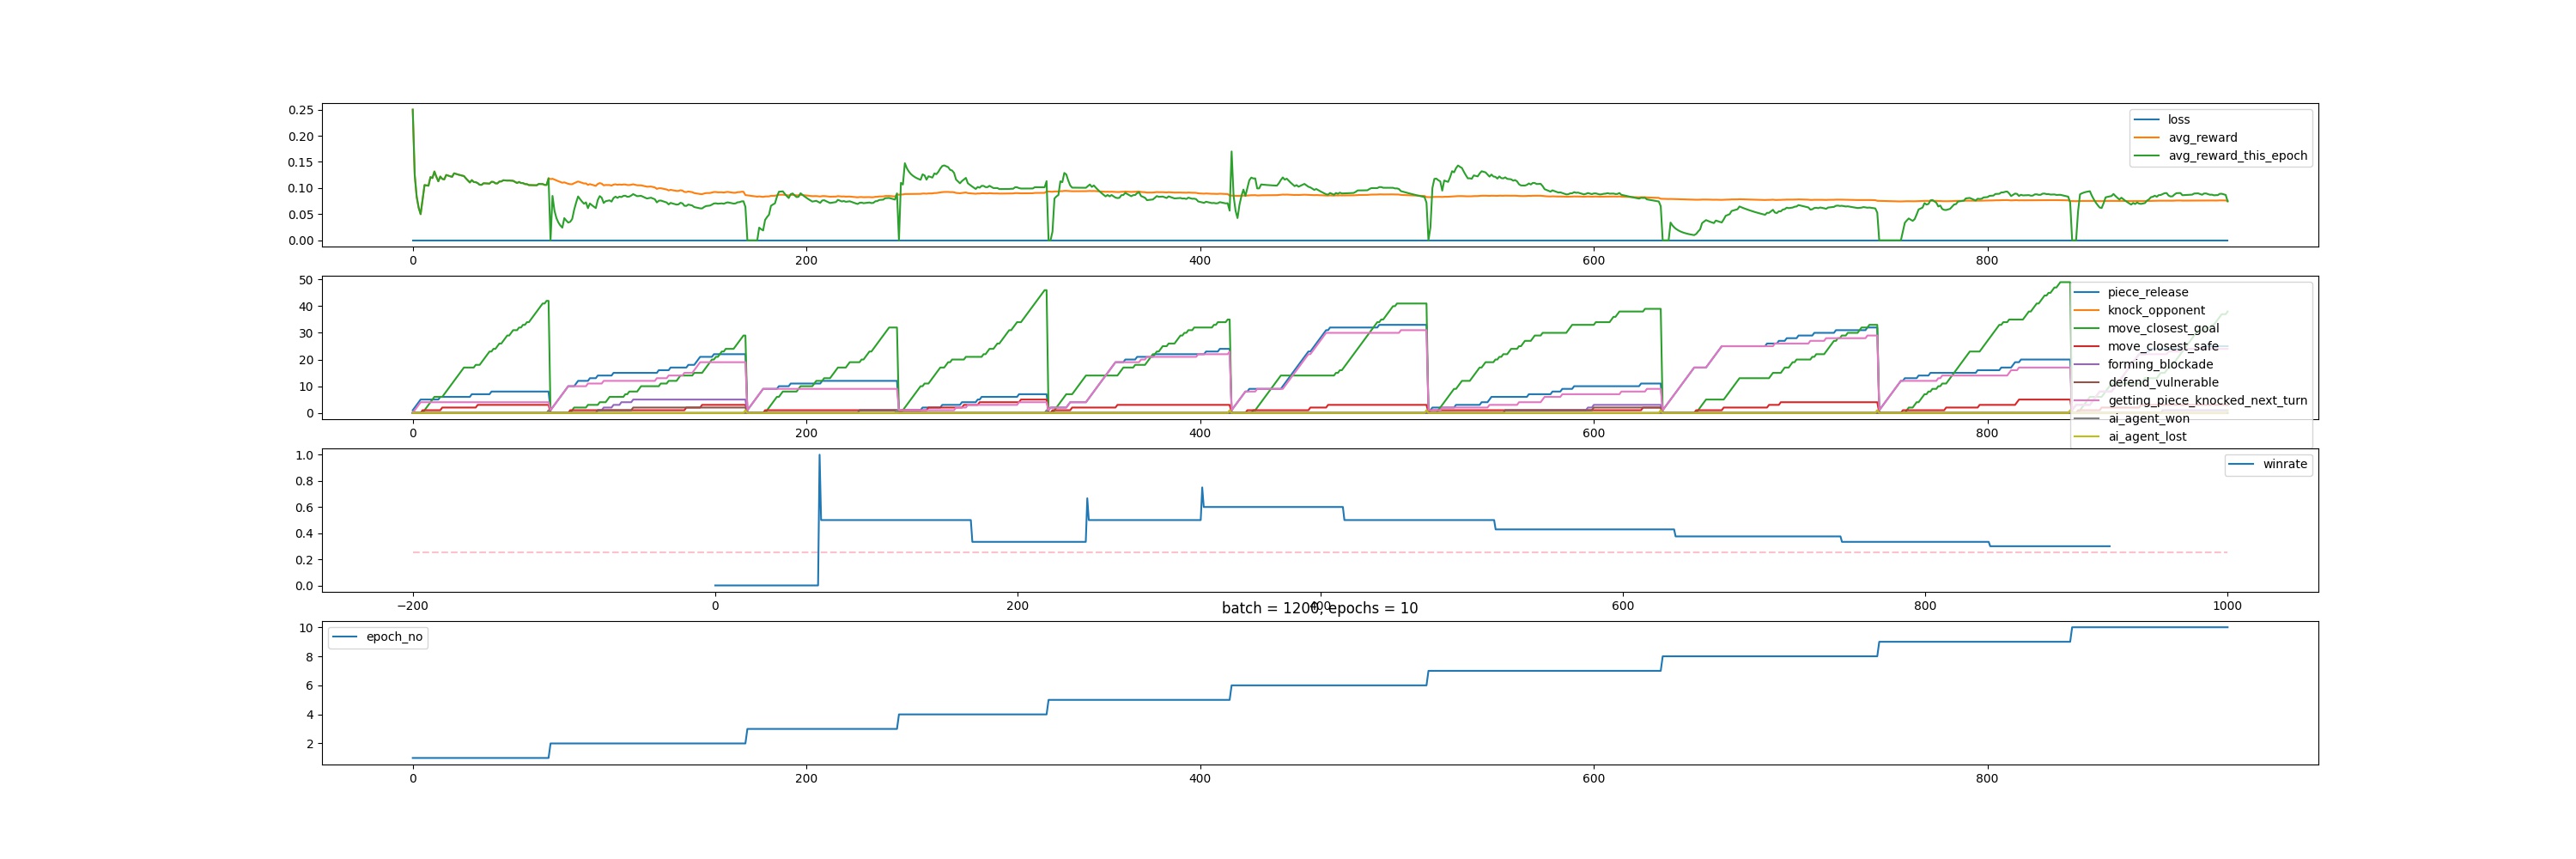 0.25
0.20
0.15
0.10
0.05
0.00
0 200 400 600 800
loss
avg_reward
avg_reward_this_epoch
50
40
30
20
10
0
0 200 400 600 800
piece_release
knock_opponent
move_closest_goal
move_closest_safe
forming_blockade
defend_vulnerable
getting_piece_knocked_next_turn
ai_agent_won
ai_agent_lost
1.0
0.8
0.6
0.4
0.2
0.0
−200 0 200 400 600 800 1000
winrate
batch = 1200, epochs = 10
10
8
6
4
2
0 200 400 600 800
epoch_no